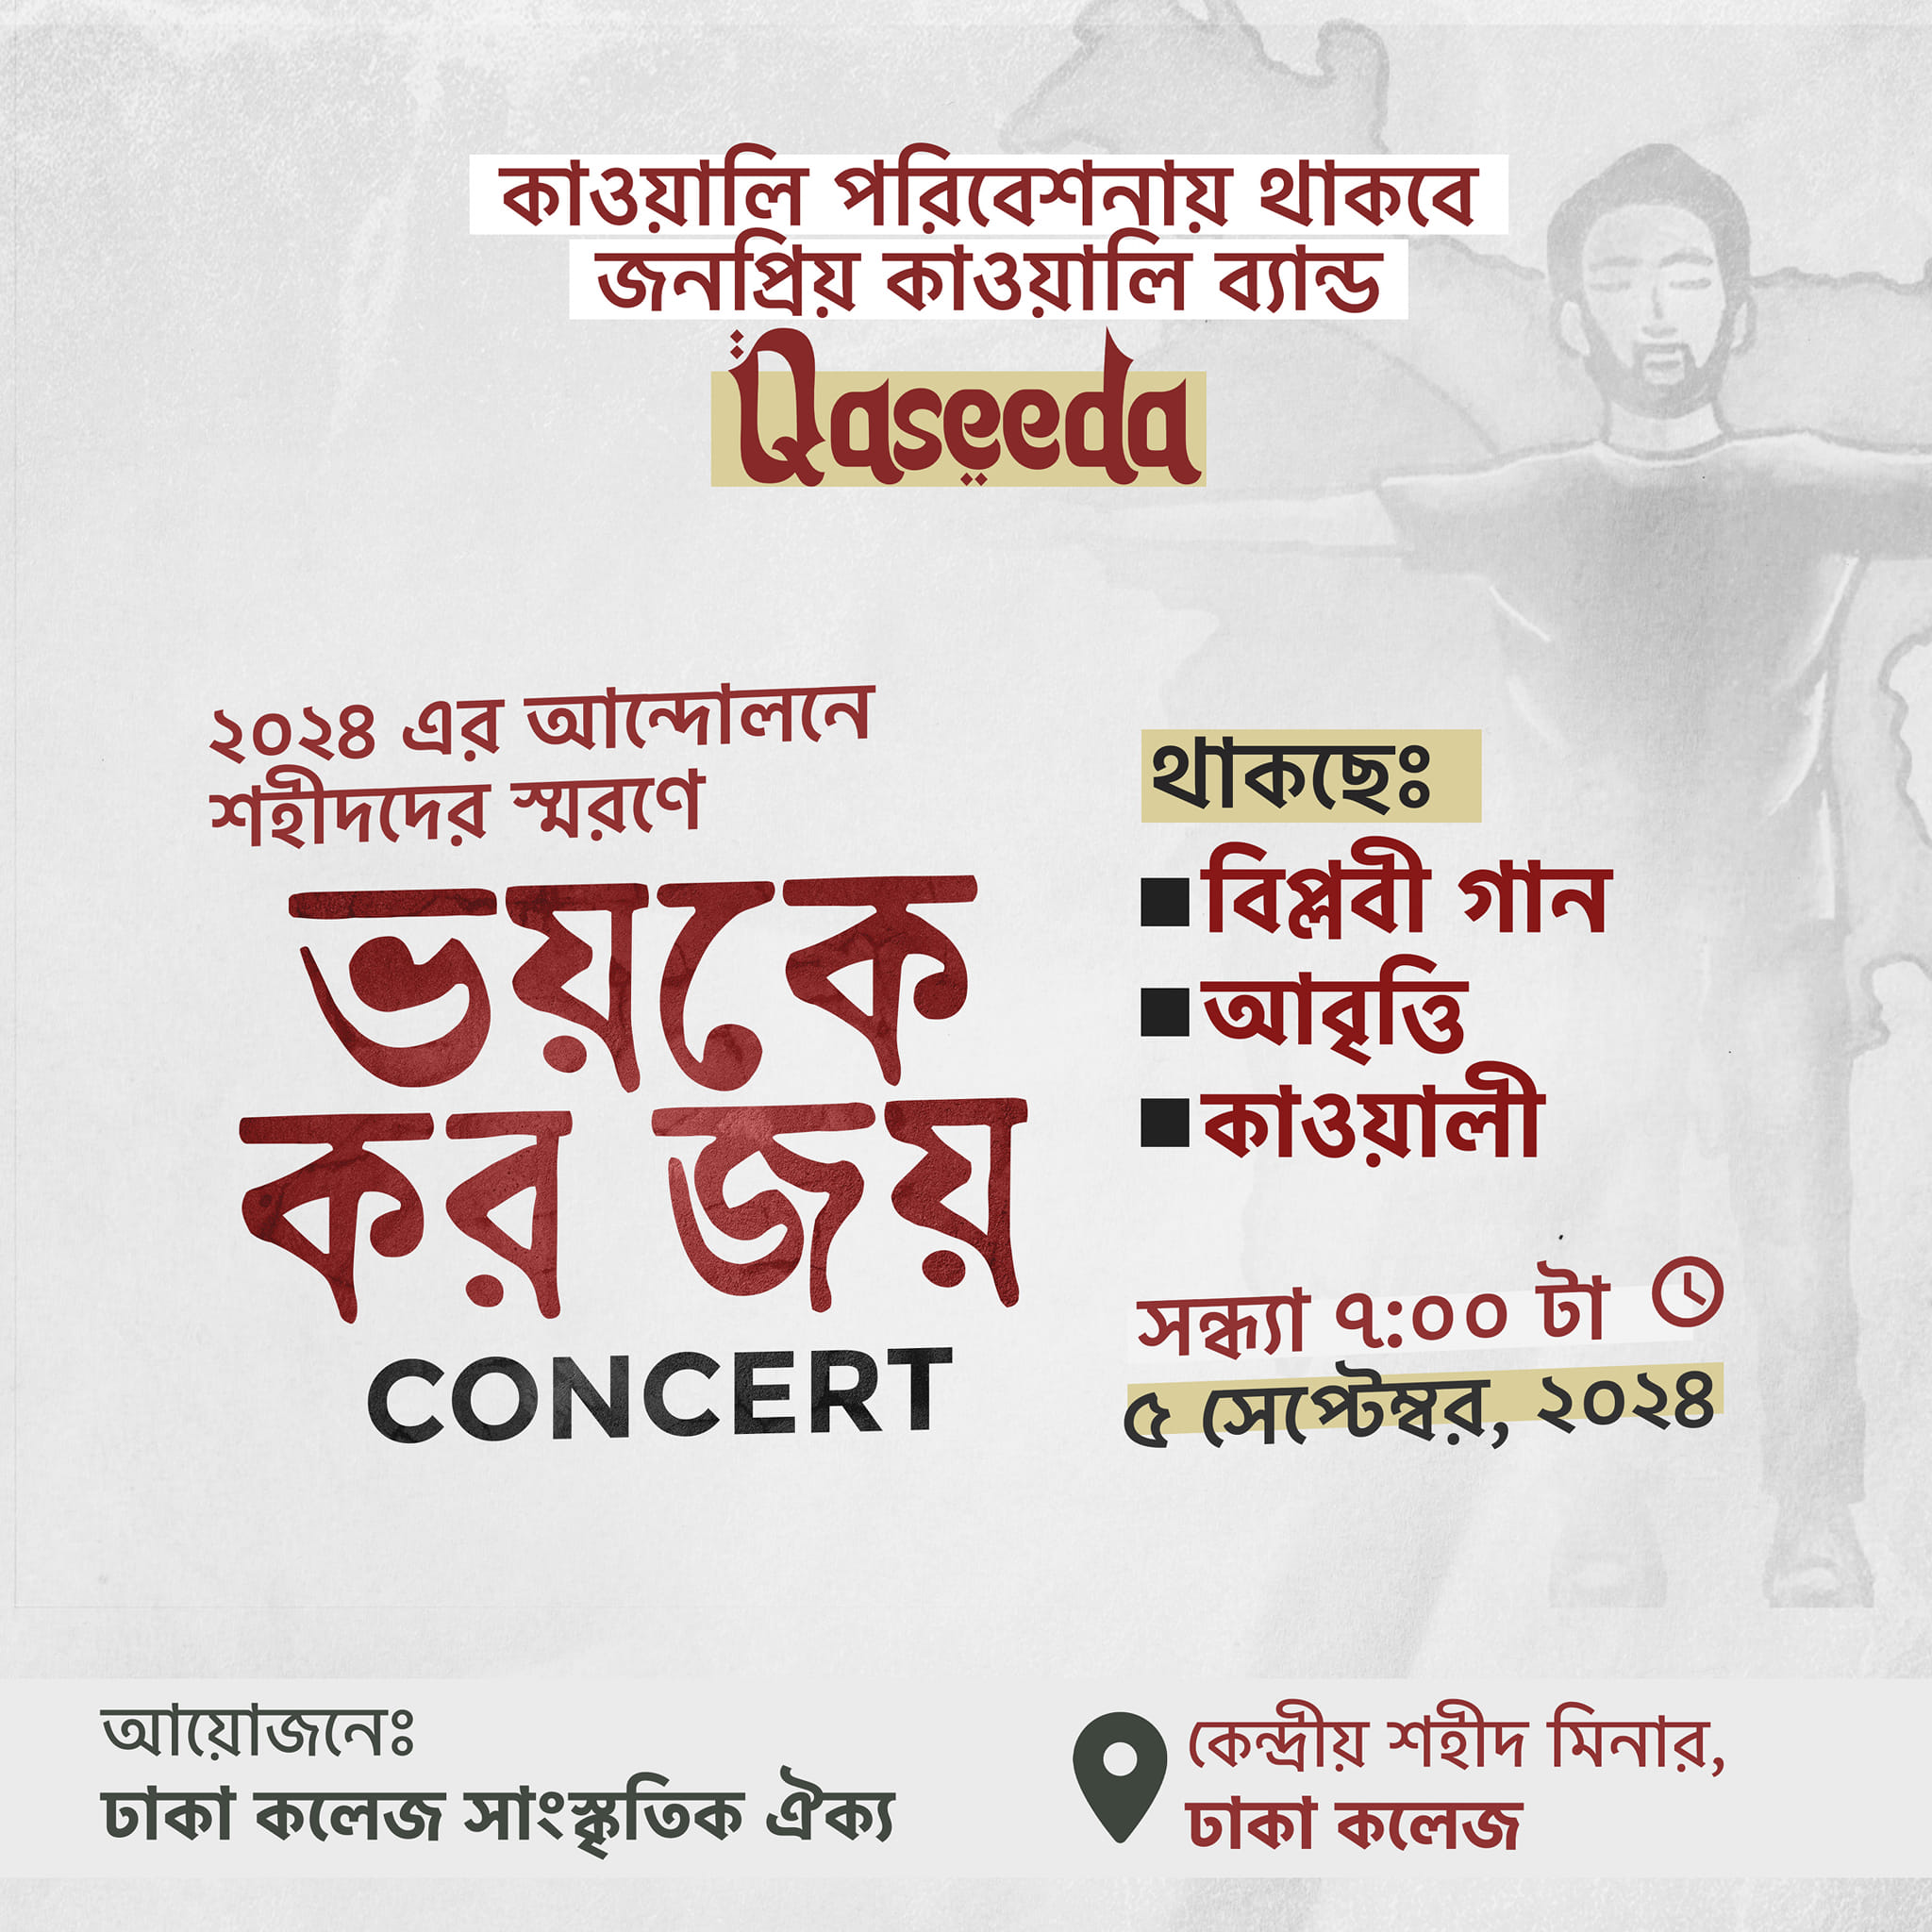 কাওয়ালি পরিবেশনায় থাকবে
জনপ্রিয় কাওয়ালি ব্যান্ড
Qaseeda
২০২৪ এর আন্দোলনে
শহীদদের স্মরণে
ভয়কে
কর জয়
CONCERT
থাকছেঃ
বিপ্লবী গান
আবৃত্তি
কাওয়ালী
সন্ধ্যা ৭:০০ টা
৫ সেপ্টেম্বর, ২০২৪
আয়োজনেঃ
ঢাকা কলেজ সাংস্কৃতিক ঐক্য
কেন্দ্রীয় শহীদ মিনার,
ঢাকা কলেজ